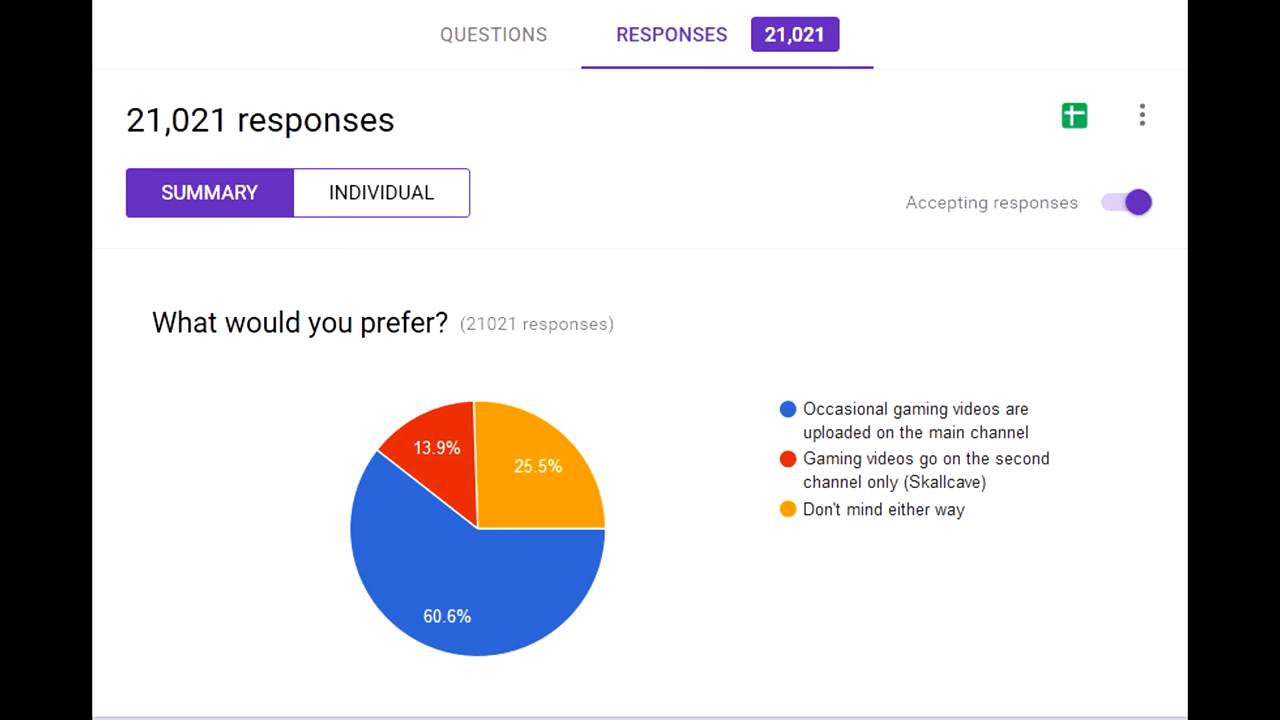 QUESTIONS RESPONSES 21,021
21,021 responses
SUMMARY INDIVIDUAL
Accepting responses
What would you prefer? (21021 responses)
13.9%
25.5%
60.6%
Occasional gaming videos are
uploaded on the main channel
Gaming videos go on the second
channel only (Skallcave)
Don't mind either way